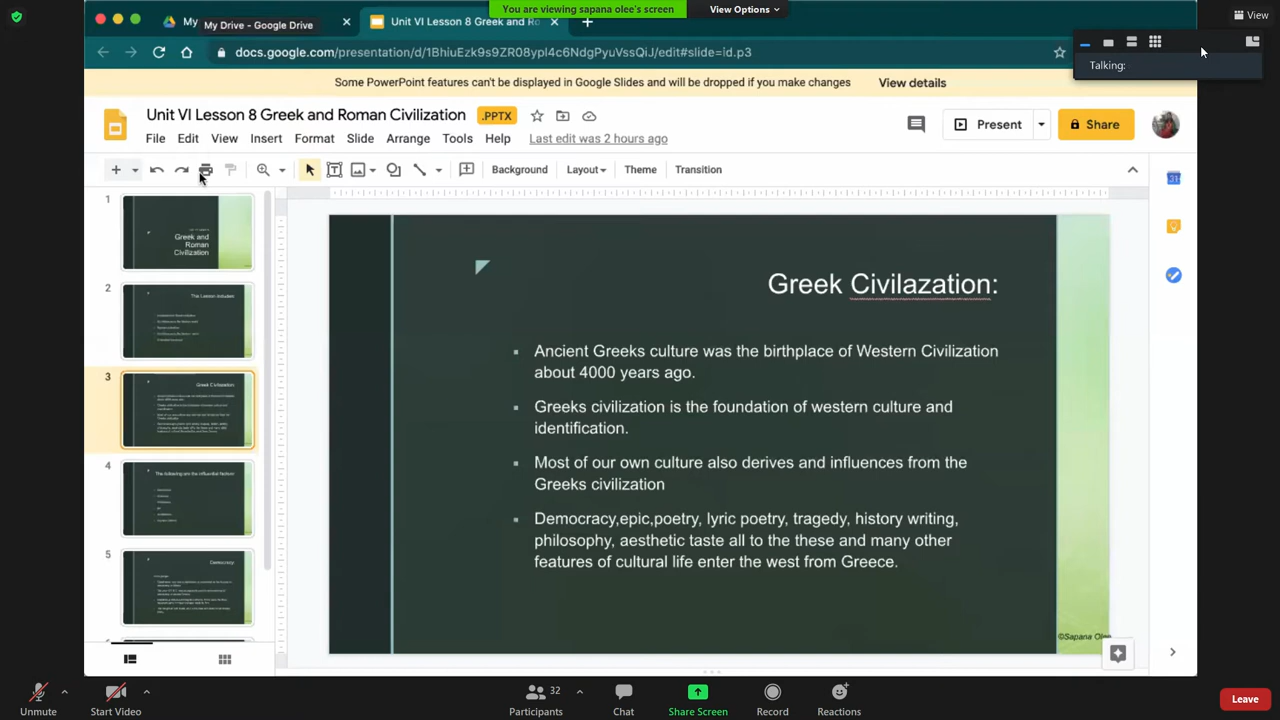 You are viewing sapana olee's screen
View Options
View
My
My Drive - Google Drive
Unit VI Lesson 8 Greek and Ro
Talking:
docs.google.com/presentation/d/1BhiuEzk9s9ZR08ypl4c6NdgPyuVssQiJ/edit#slide=id.p3
Some PowerPoint features can't be displayed in Google Slides and will be dropped if you make changes
View details
Unit VI Lesson 8 Greek and Roman Civilization
.PPTX
File Edit View Insert Format Slide Arrange Tools Help Last edit was 2 hours ago
Present
Share
Background Layout Theme Transition
31
1
Greek and
Roman
Civilization
2
This Lesson includes:
3
Greek Civilazation:
4
The following are the influential factors:
5
Democracy:
Greek Civilazation:
Ancient Greeks culture was the birthplace of Western Civilization
about 4000 years ago.
Greeks civilization is the foundation of western culture and
identification.
Most of our own culture also derives and influences from the
Greeks civilization
Democracy,epic,poetry, lyric poetry, tragedy, history writing,
philosophy, aesthetic taste all to the these and many other
features of cultural life enter the west from Greece.
©Sapana Olee
Unmute
Start Video
32
Participants
Chat
Share Screen
Record
Reactions
Leave